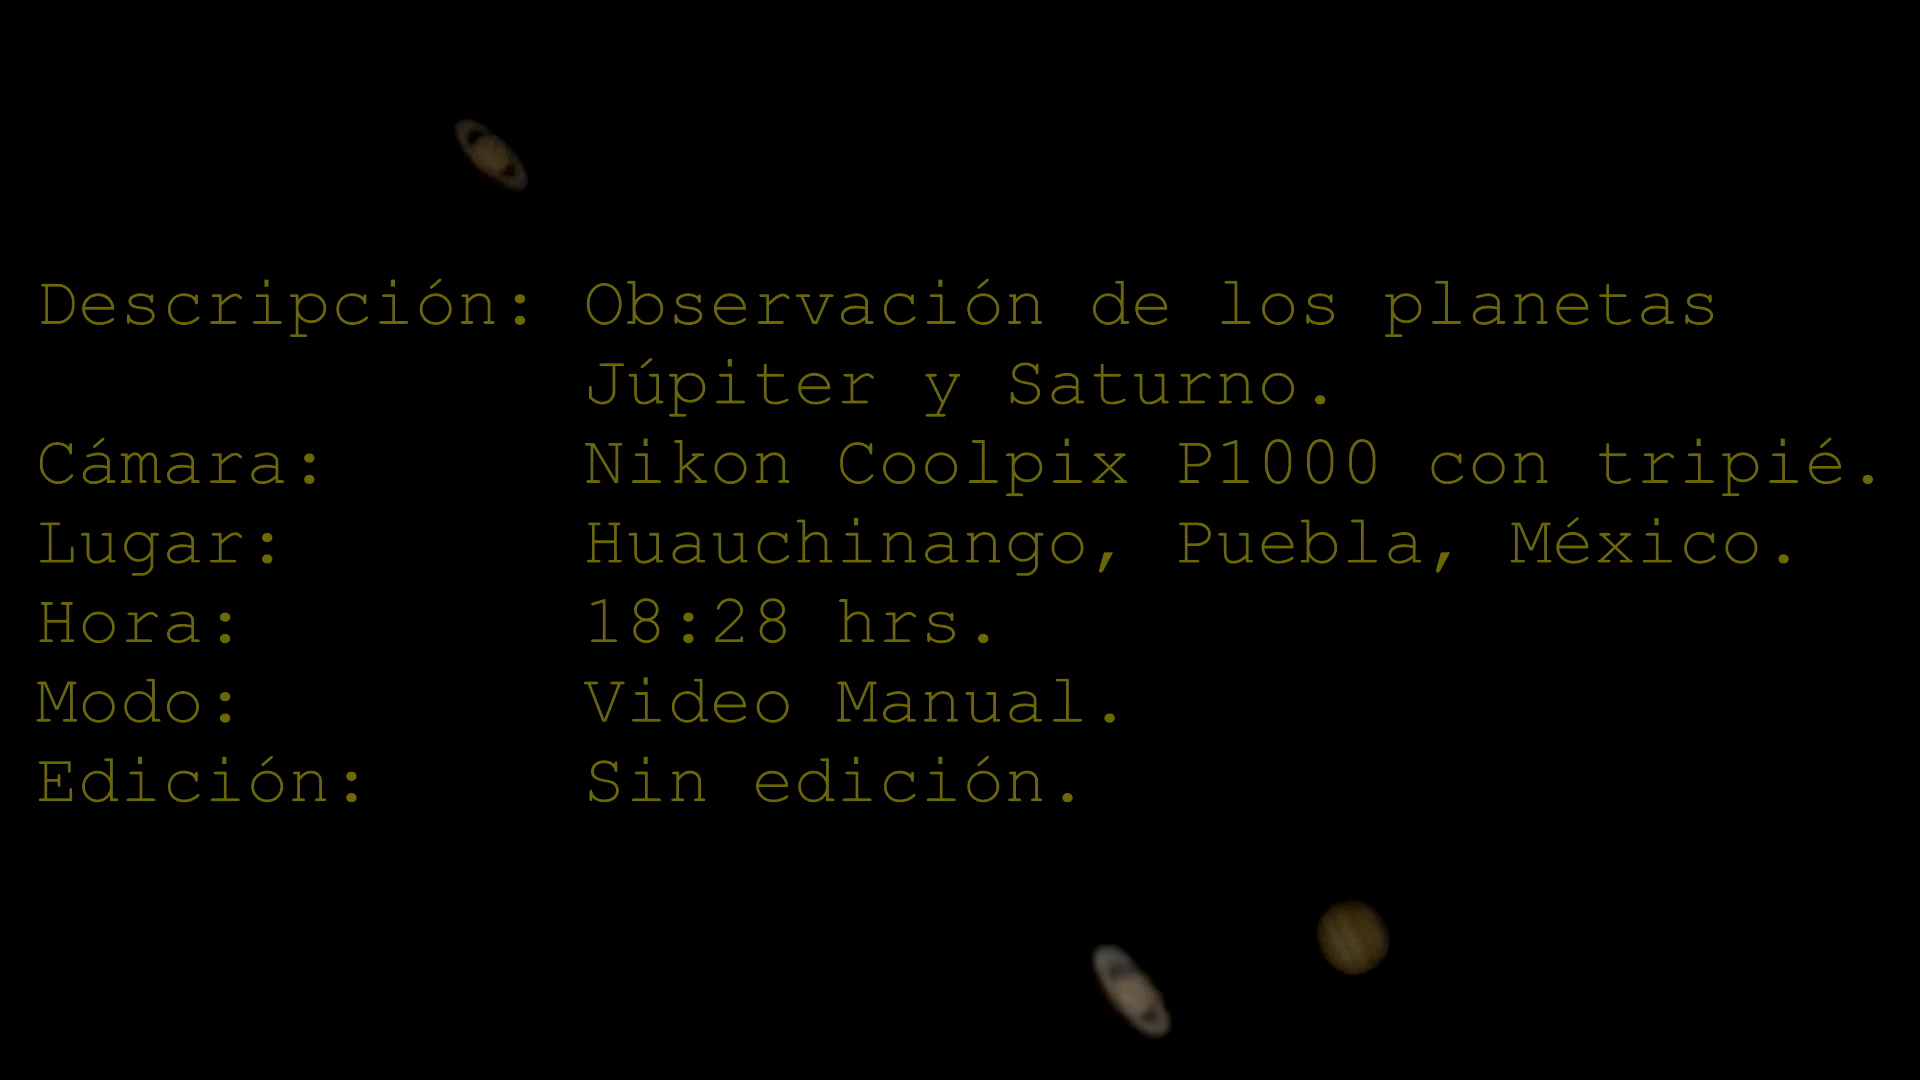 Descripción: Observación de los planetas
Júpiter y Saturno.
Cámara: Nikon Coolpix P1000 con tripié.
Lugar: Huauchinango, Puebla, México.
Hora: 18:28 hrs.
Modo: Video Manual.
Edición: Sin edición.